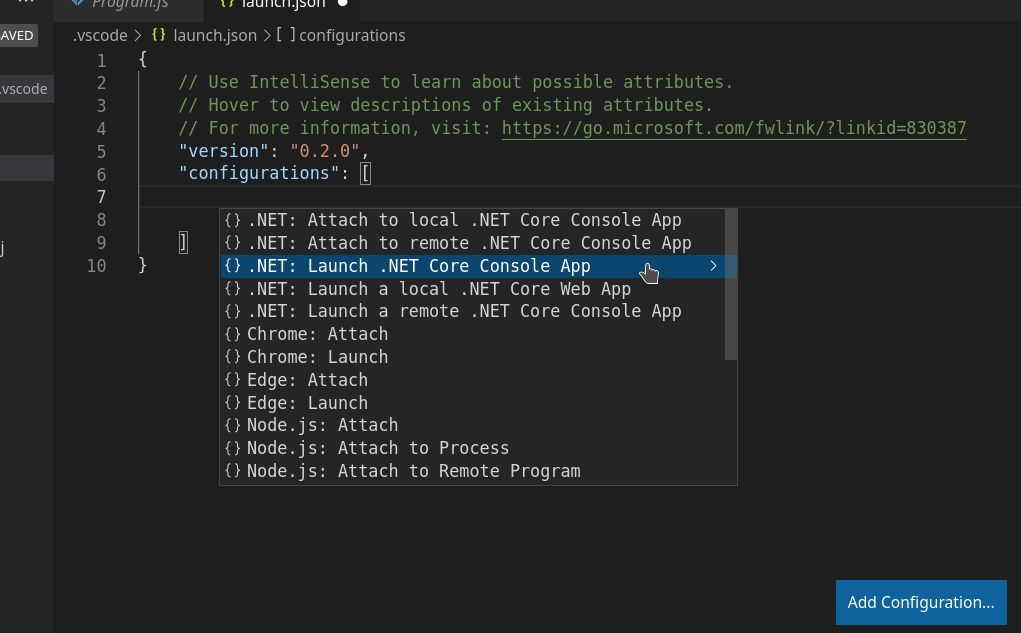 Program.js
{} launch.json ●
AVED
.vscode > {} launch.json > [ ] configurations
.vscode
j
1 {
2 // Use IntelliSense to learn about possible attributes.
3 // Hover to view descriptions of existing attributes.
4 // For more information, visit: https://go.microsoft.com/fwlink/?linkid=830387
5 "version": "0.2.0",
6 "configurations": [
7
8
9 ]
10 }
{} .NET: Attach to local .NET Core Console App
{} .NET: Attach to remote .NET Core Console App
{} .NET: Launch .NET Core Console App >
{} .NET: Launch a local .NET Core Web App
{} .NET: Launch a remote .NET Core Console App
{} Chrome: Attach
{} Chrome: Launch
{} Edge: Attach
{} Edge: Launch
{} Node.js: Attach
{} Node.js: Attach to Process
{} Node.js: Attach to Remote Program
Add Configuration...